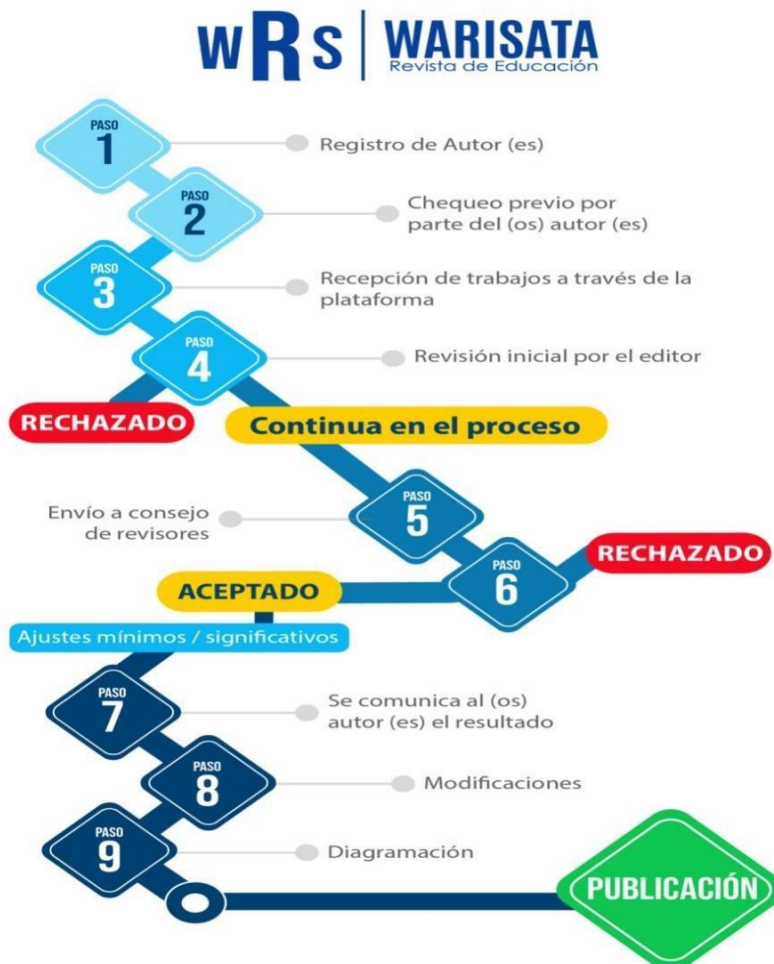 WRS | WARISATA
Revista de Educación
PASO
1
Registro de Autor (es)
PASO
2
Chequeo previo por
parte del (os) autor (es)
PASO
3
Recepción de trabajos a través de la
plataforma
PASO
4
Revisión inicial por el editor
RECHAZADO
Continua en el proceso
PASO
5
Envío a consejo
de revisores
PASO
6
RECHAZADO
ACEPTADO
Ajustes mínimos / significativos
PASO
7
Se comunica al (os)
autor (es) el resultado
PASO
8
Modificaciones
PASO
9
Diagramación
PUBLICACIÓN